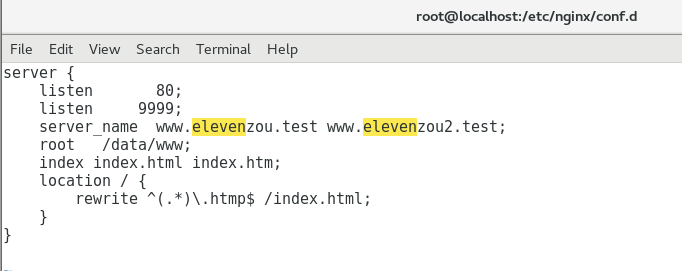 root@localhost:/etc/nginx/conf.d
File Edit View Search Terminal Help
server {
    listen       80;
    listen     9999;
    server_name  www.elevenzou.test www.elevenzou2.test;
    root   /data/www;
    index index.html index.htm;
    location / {
        rewrite ^(.*)\.htmp$ /index.html;
    }
}